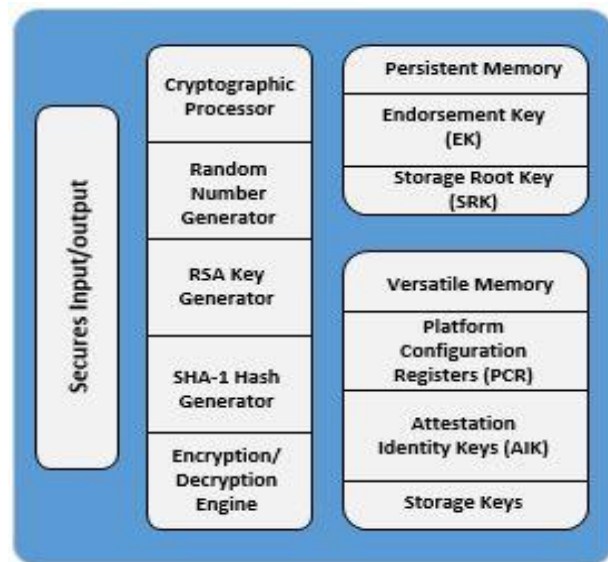 Secures Input/output
Cryptographic
Processor
Random
Number
Generator
RSA Key
Generator
SHA-1 Hash
Generator
Encryption/
Decryption
Engine
Persistent Memory
Endorsement Key
(EK)
Storage Root Key
(SRK)
Versatile Memory
Platform
Configuration
Registers (PCR)
Attestation
Identity Keys (AIK)
Storage Keys